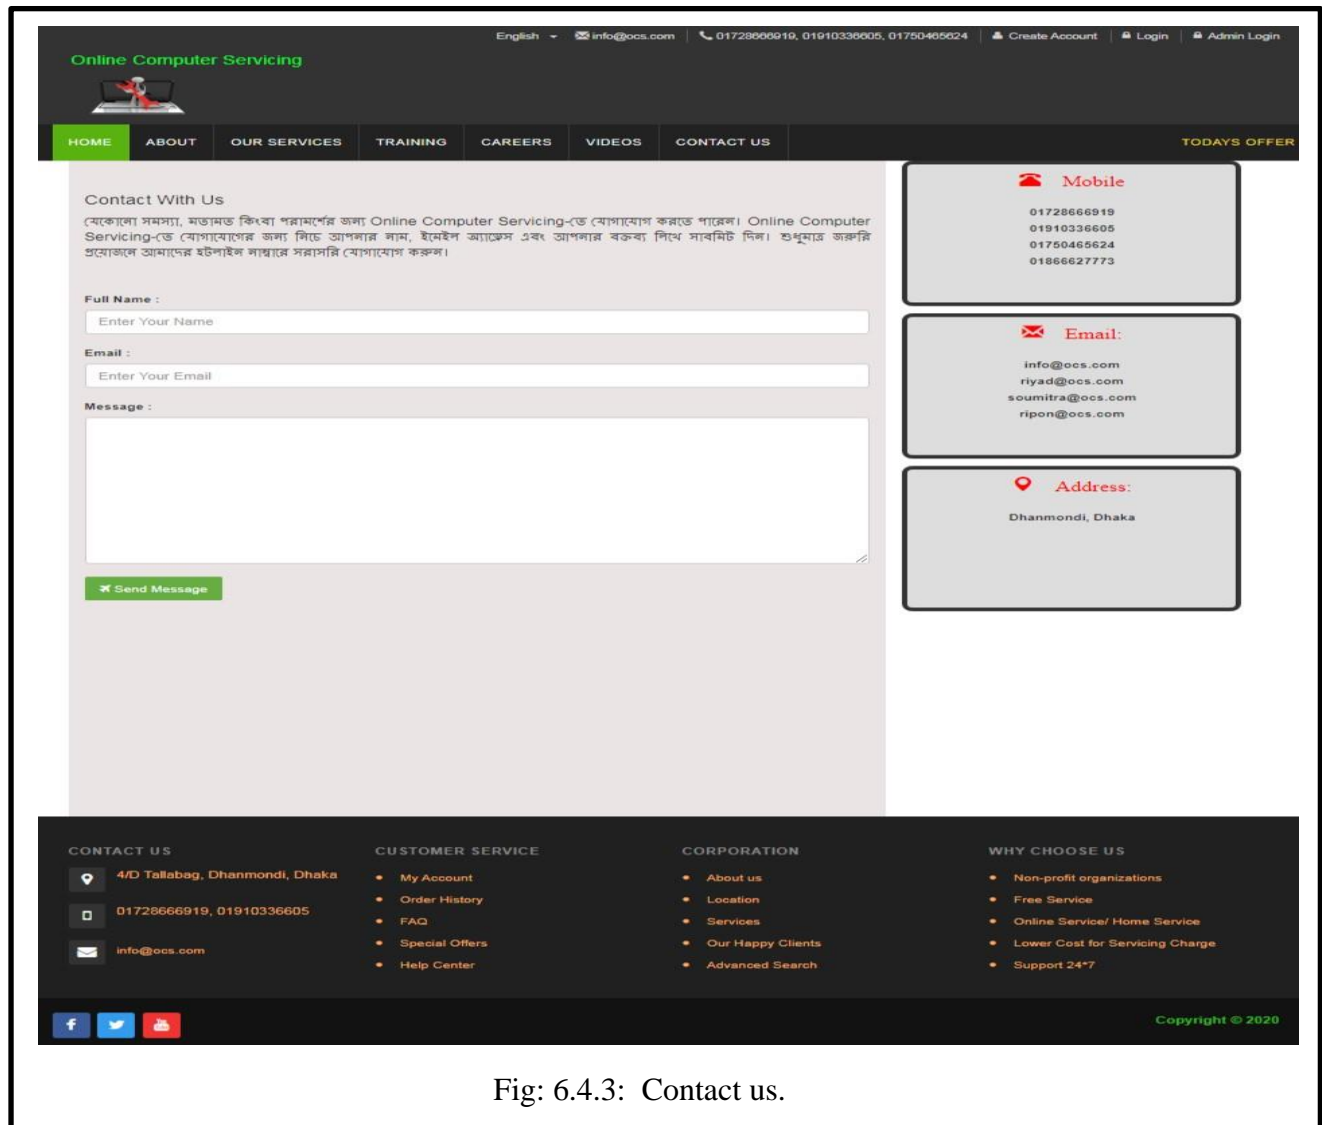 English info@ocs.com 01728666919, 01910336605, 01750465624 Create Account Login Admin Login
Online Computer Servicing
HOME ABOUT OUR SERVICES TRAINING CAREERS VIDEOS CONTACT US TODAYS OFFER
Contact With Us
যেকোনো সমস্যা, মতামত কিংবা পরামর্শের জন্য Online Computer Servicing-তে যোগাযোগ করতে পারেন। Online Computer
Servicing-তে যোগাযোগের জন্য নিচে আপনার নাম, ইমেইল অ্যাড্রেস এবং আপনার বক্তব্য লিখে সাবমিট দিন। শুধুমাত্র জরুরি
প্রয়োজনে আমাদের হটলাইন নাম্বারে সরাসরি যোগাযোগ করুন।
Full Name :
Enter Your Name
Email :
Enter Your Email
Message :
Send Message
Mobile
01728666919
01910336605
01750465624
01866627773
Email:
info@ocs.com
riyad@ocs.com
soumitra@ocs.com
ripon@ocs.com
Address:
Dhanmondi, Dhaka
CONTACT US
4/D Tallabag, Dhanmondi, Dhaka
01728666919, 01910336605
info@ocs.com
CUSTOMER SERVICE
My Account
Order History
FAQ
Special Offers
Help Center
CORPORATION
About us
Location
Services
Our Happy Clients
Advanced Search
WHY CHOOSE US
Non-profit organizations
Free Service
Online Service/ Home Service
Lower Cost for Servicing Charge
Support 24*7
Copyright © 2020
Fig: 6.4.3: Contact us.